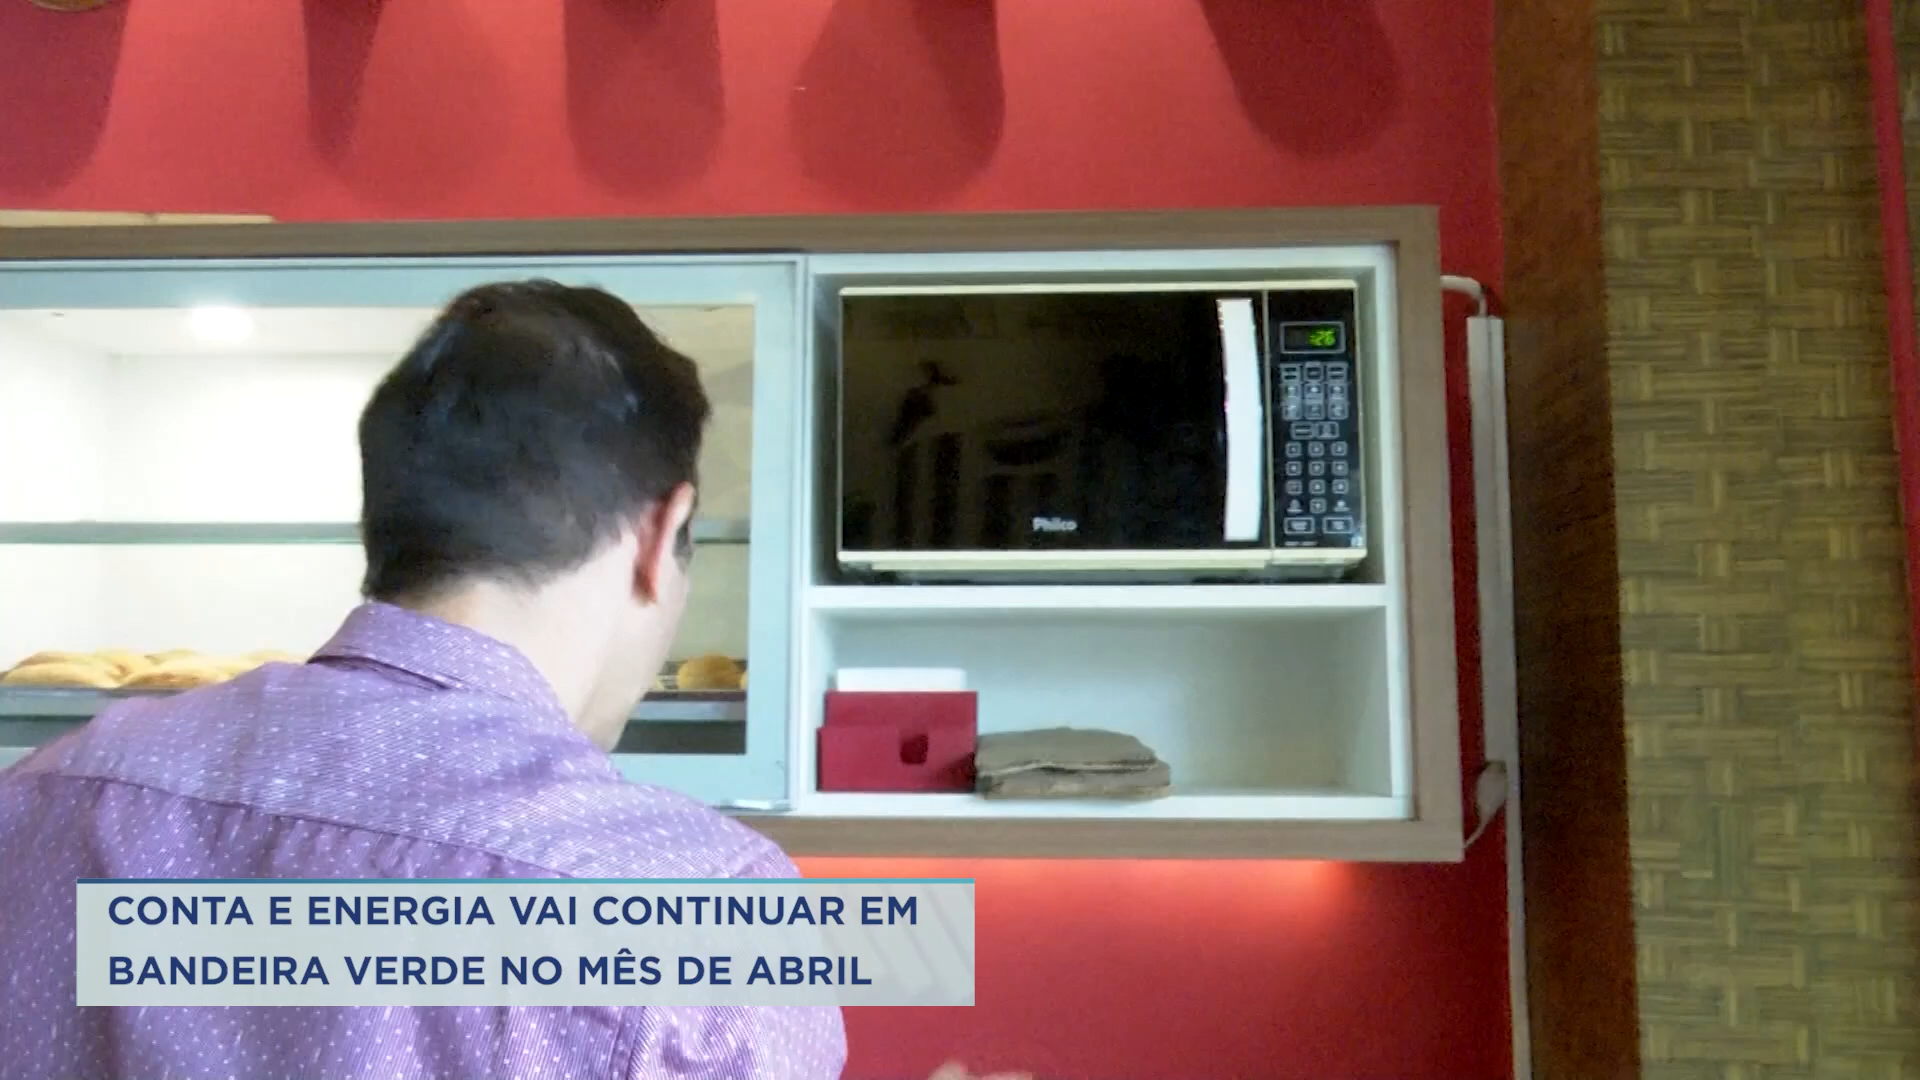 :26
Philco
CONTA E ENERGIA VAI CONTINUAR EM
BANDEIRA VERDE NO MÊS DE ABRIL